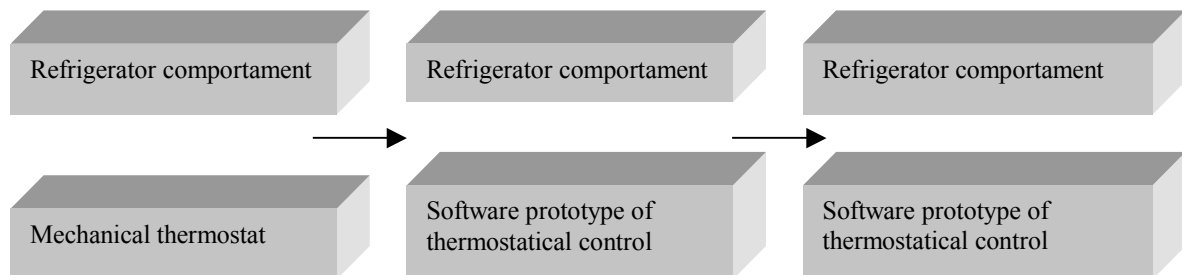 Refrigerator comportament
Refrigerator comportament
Refrigerator comportament
Mechanical thermostat
Software prototype of
thermostatical control
Software prototype of
thermostatical control